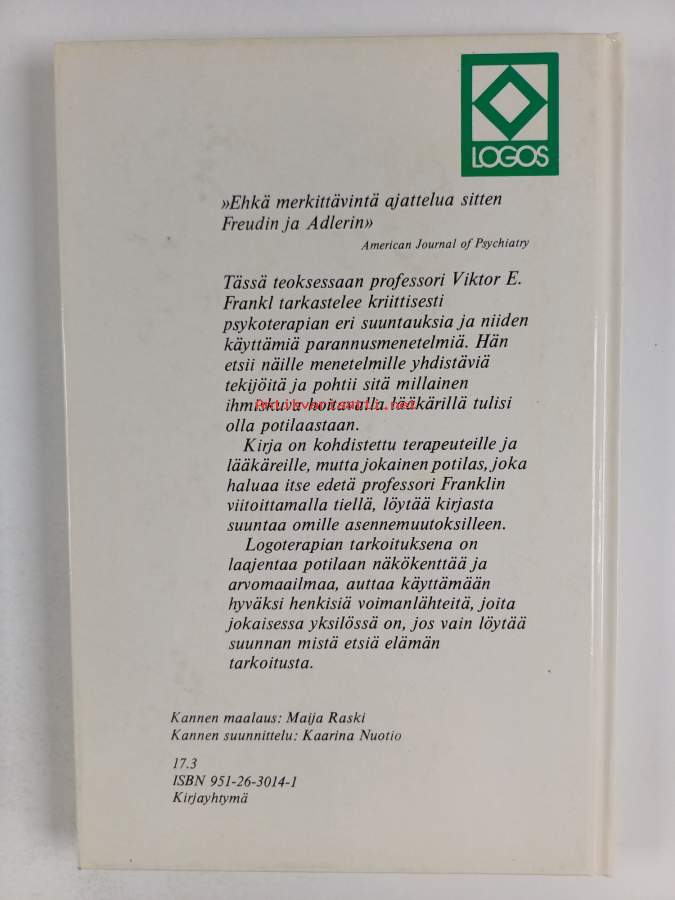 LOGOS
»Ehkä merkittävintä ajattelua sitten
Freudin ja Adlerin»
American Journal of Psychiatry
Tässä teoksessaan professori Viktor E.
Frankl tarkastelee kriittisesti
psykoterapian eri suuntauksia ja niiden
käyttämiä parannusmenetelmiä. Hän
etsii näille menetelmille yhdistäviä
tekijöitä ja pohtii sitä millainen
ihmiskuva hoitavalla lääkärillä tulisi
olla potilaastaan.
Kirja on kohdistettu terapeuteille ja
lääkäreille, mutta jokainen potilas, joka
haluaa itse edetä professori Franklin
viitoittamalla tiellä, löytää kirjasta
suuntaa omille asennemuutoksilleen.
Logoterapian tarkoituksena on
laajentaa potilaan näkökenttää ja
arvomaailmaa, auttaa käyttämään
hyväksi henkisiä voimanlähteitä, joita
jokaisessa yksilössä on, jos vain löytää
suunnan mistä etsiä elämän
tarkoitusta.
Kannen maalaus: Maija Raski
Kannen suunnittelu: Kaarina Nuotio
17.3
ISBN 951-26-3014-1
Kirjayhtymä